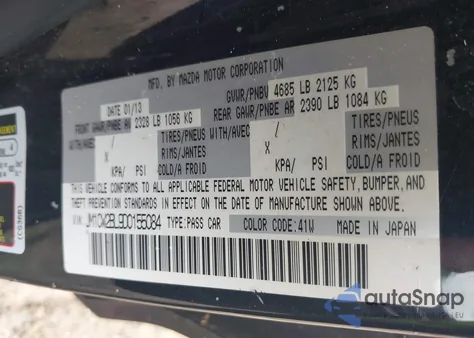 MFD. BY MAZDA MOTOR CORPORATION
DATE 01/13 GVWR/PNBV 4685 LB 2125 KG
FRONT GAWR/PNBE AV 2328 LB 1056 KG REAR GAWR/PNBE AR 2390 LB 1084 KG
WITH/AVEC / TIRES/PNEUS WITH/AVEC / TIRES/PNEUS
X RIMS/JANTES X RIMS/JANTES
KPA/ PSI COLD/A FROID KPA/ PSI COLD/A FROID
THIS VEHICLE CONFORMS TO ALL APPLICABLE FEDERAL MOTOR VEHICLE SAFETY, BUMPER, AND
THEFT PREVENTION STANDARDS IN EFFECT ON THE DATE OF MANUFACTURE SHOWN ABOVE.
JM1CW2BL9D0155084 TYPE: PASS CAR COLOR CODE: 41W MADE IN JAPAN
autoSnap